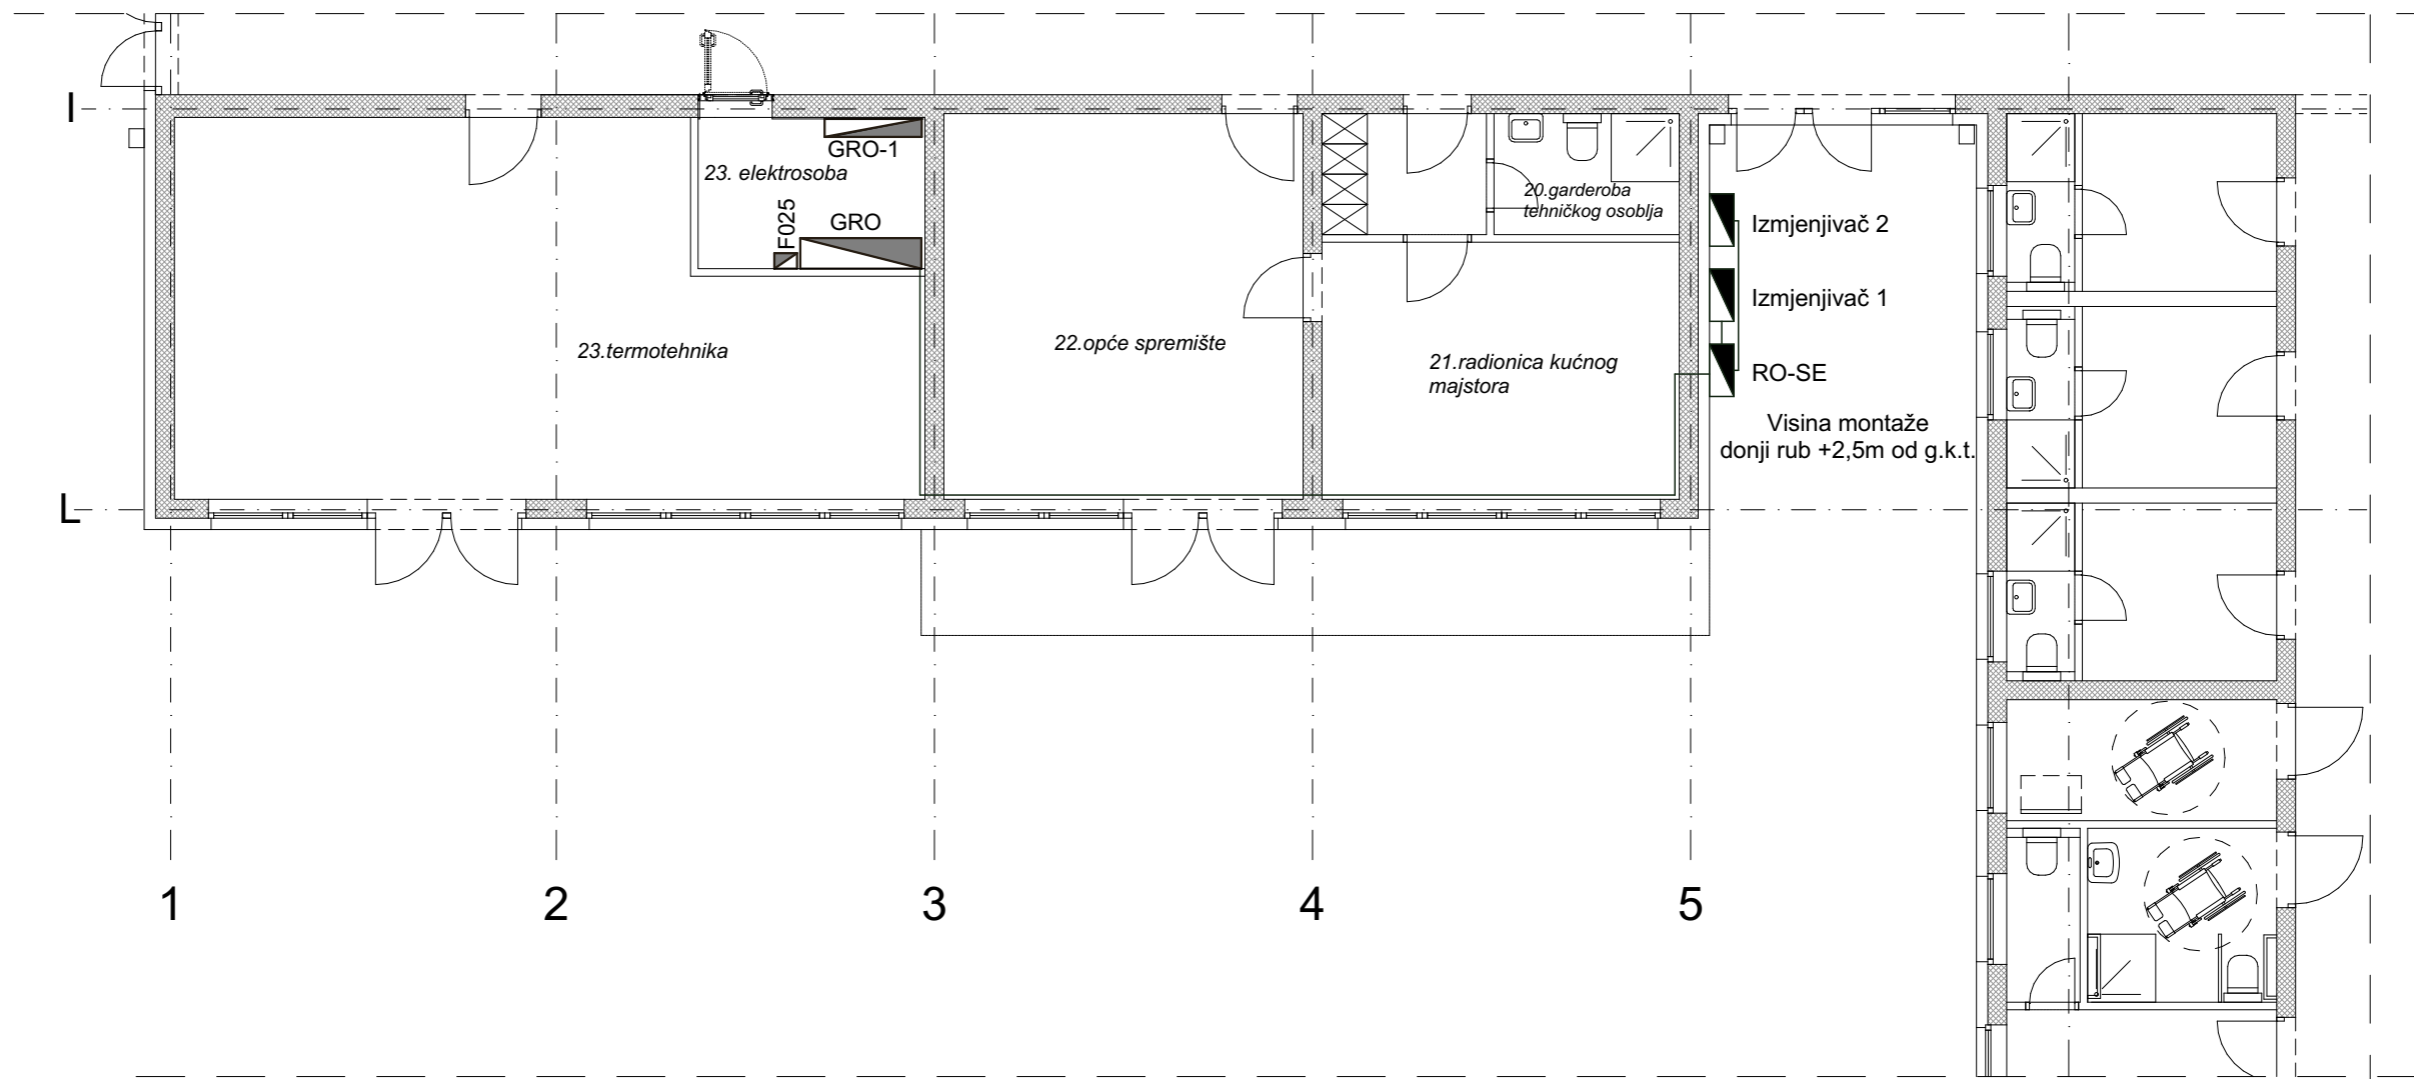 I
GRO-1
23. elektrosoba
F025
GRO
20.garderoba
tehničkog osoblja
Izmjenjivač 2
Izmjenjivač 1
23.termotehnika
22.opće spremište
21.radionica kućnog
majstora
RO-SE
Visina montaže
donji rub +2,5m od g.k.t.
L
1
2
3
4
5